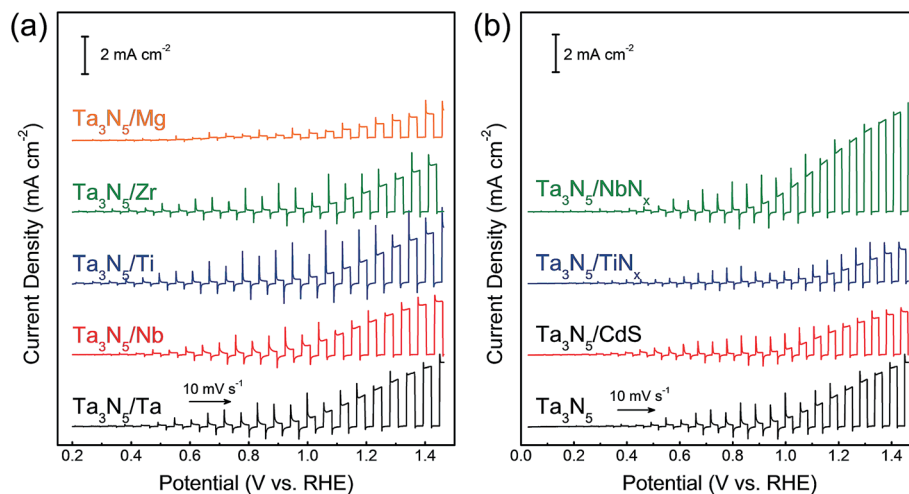 (a)
2 mA cm⁻²
Ta₃N₅/Mg
Ta₃N₅/Zr
Ta₃N₅/Ti
Ta₃N₅/Nb
Ta₃N₅/Ta
10 mV s⁻¹
Current Density (mA cm⁻²)
0.2 0.4 0.6 0.8 1.0 1.2 1.4
Potential (V vs. RHE)
(b)
2 mA cm⁻²
Ta₃N₅/NbNₓ
Ta₃N₅/TiNₓ
Ta₃N₅/CdS
Ta₃N₅
10 mV s⁻¹
Current Density (mA cm⁻²)
0.2 0.4 0.6 0.8 1.0 1.2 1.4
Potential (V vs. RHE)